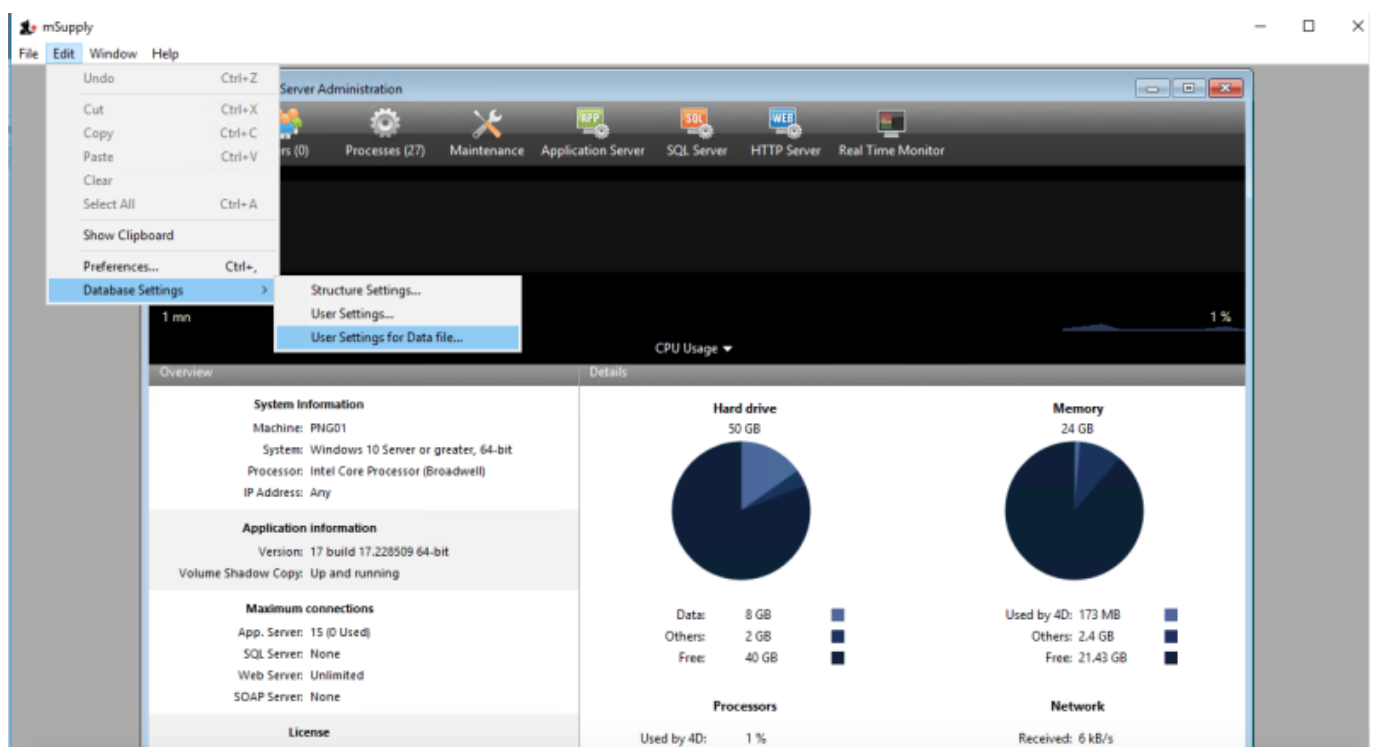 mSupply
File Edit Window Help
Undo Ctrl+Z
Cut Ctrl+X
Copy Ctrl+C
Paste Ctrl+V
Clear
Select All Ctrl+A
Show Clipboard
Preferences... Ctrl+,
Database Settings >
Structure Settings...
User Settings...
User Settings for Data file...
Server Administration
(0) Processes (27) Maintenance Application Server SQL Server HTTP Server Real Time Monitor
APP SQL WEB
1 mn 1 %
CPU Usage
Overview
System Information
Machine: PNG01
System: Windows 10 Server or greater, 64-bit
Processor: Intel Core Processor (Broadwell)
IP Address: Any
Application information
Version: 17 build 17.228509 64-bit
Volume Shadow Copy: Up and running
Maximum connections
App. Server: 15 (0 Used)
SQL Server: None
Web Server: Unlimited
SOAP Server: None
License
Details
Hard drive
50 GB
Data: 8 GB
Others: 2 GB
Free: 40 GB
Memory
24 GB
Used by 4D: 173 MB
Others: 2.4 GB
Free: 21.43 GB
Processors
Used by 4D: 1 %
Network
Received: 6 kB/s